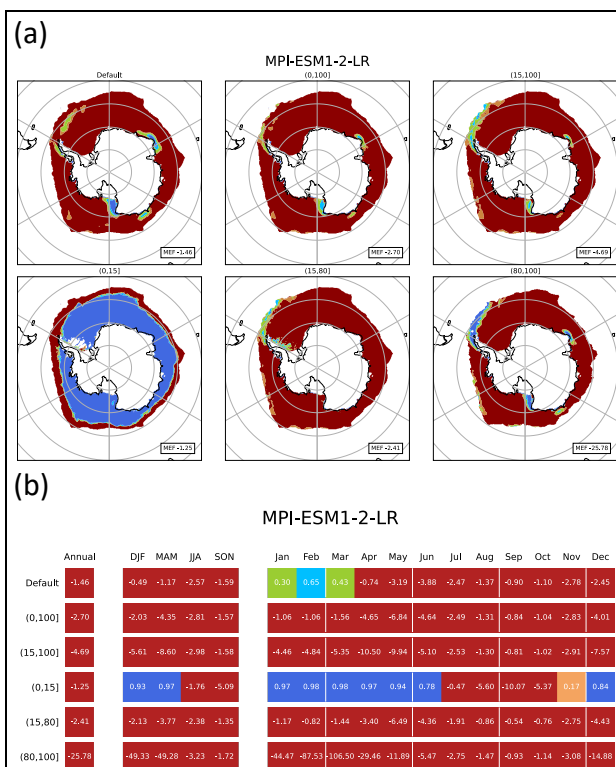 (a)
MPI-ESM1-2-LR
Default (0,100] (15,100]
MEF -1.46 MEF -2.70 MEF -4.69
(0,15] (15,80] (80,100]
MEF -1.25 MEF -2.41 MEF -25.78
(b)
MPI-ESM1-2-LR
Annual DJF MAM JJA SON Jan Feb Mar Apr May Jun Jul Aug Sep Oct Nov Dec
Default -1.46 -0.49 -1.17 -2.57 -1.59 0.30 0.65 0.43 -0.74 -3.19 -3.88 -2.47 -1.37 -0.90 -1.10 -2.78 -2.45
(0,100] -2.70 -2.03 -4.35 -2.81 -1.57 -1.06 -1.06 -1.56 -4.65 -6.84 -4.64 -2.49 -1.31 -0.84 -1.04 -2.83 -4.01
(15,100] -4.69 -5.61 -8.60 -2.98 -1.58 -4.46 -4.84 -5.35 -10.50 -9.94 -5.10 -2.53 -1.30 -0.81 -1.02 -2.91 -7.57
(0,15] -1.25 0.93 0.97 -1.76 -5.09 0.97 0.98 0.98 0.97 0.94 0.78 -0.47 -5.60 -10.07 -5.37 0.17 0.84
(15,80] -2.41 -2.13 -3.77 -2.38 -1.35 -1.17 -0.82 -1.44 -3.40 -6.49 -4.36 -1.91 -0.86 -0.54 -0.76 -2.75 -4.43
(80,100] -25.78 -49.33 -49.28 -3.23 -1.72 -44.47 -87.53 -106.50 -29.46 -11.89 -5.47 -2.75 -1.47 -0.93 -1.14 -3.08 -14.88